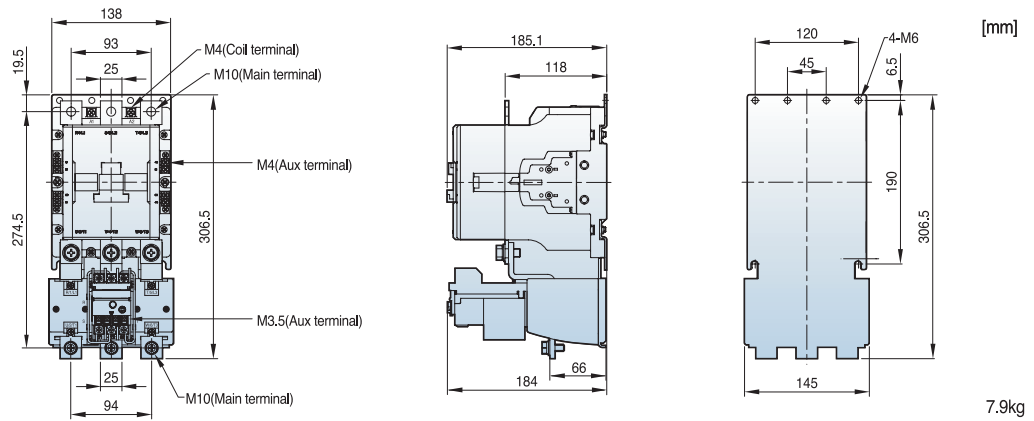 [mm]
138
93
25
19.5
M4(Coil terminal)
M10(Main terminal)
A1
A2
M4(Aux terminal)
274.5
306.5
M3.5(Aux terminal)
25
94
M10(Main terminal)
185.1
118
66
184
120
45
4-M6
6.5
190
306.5
145
7.9kg